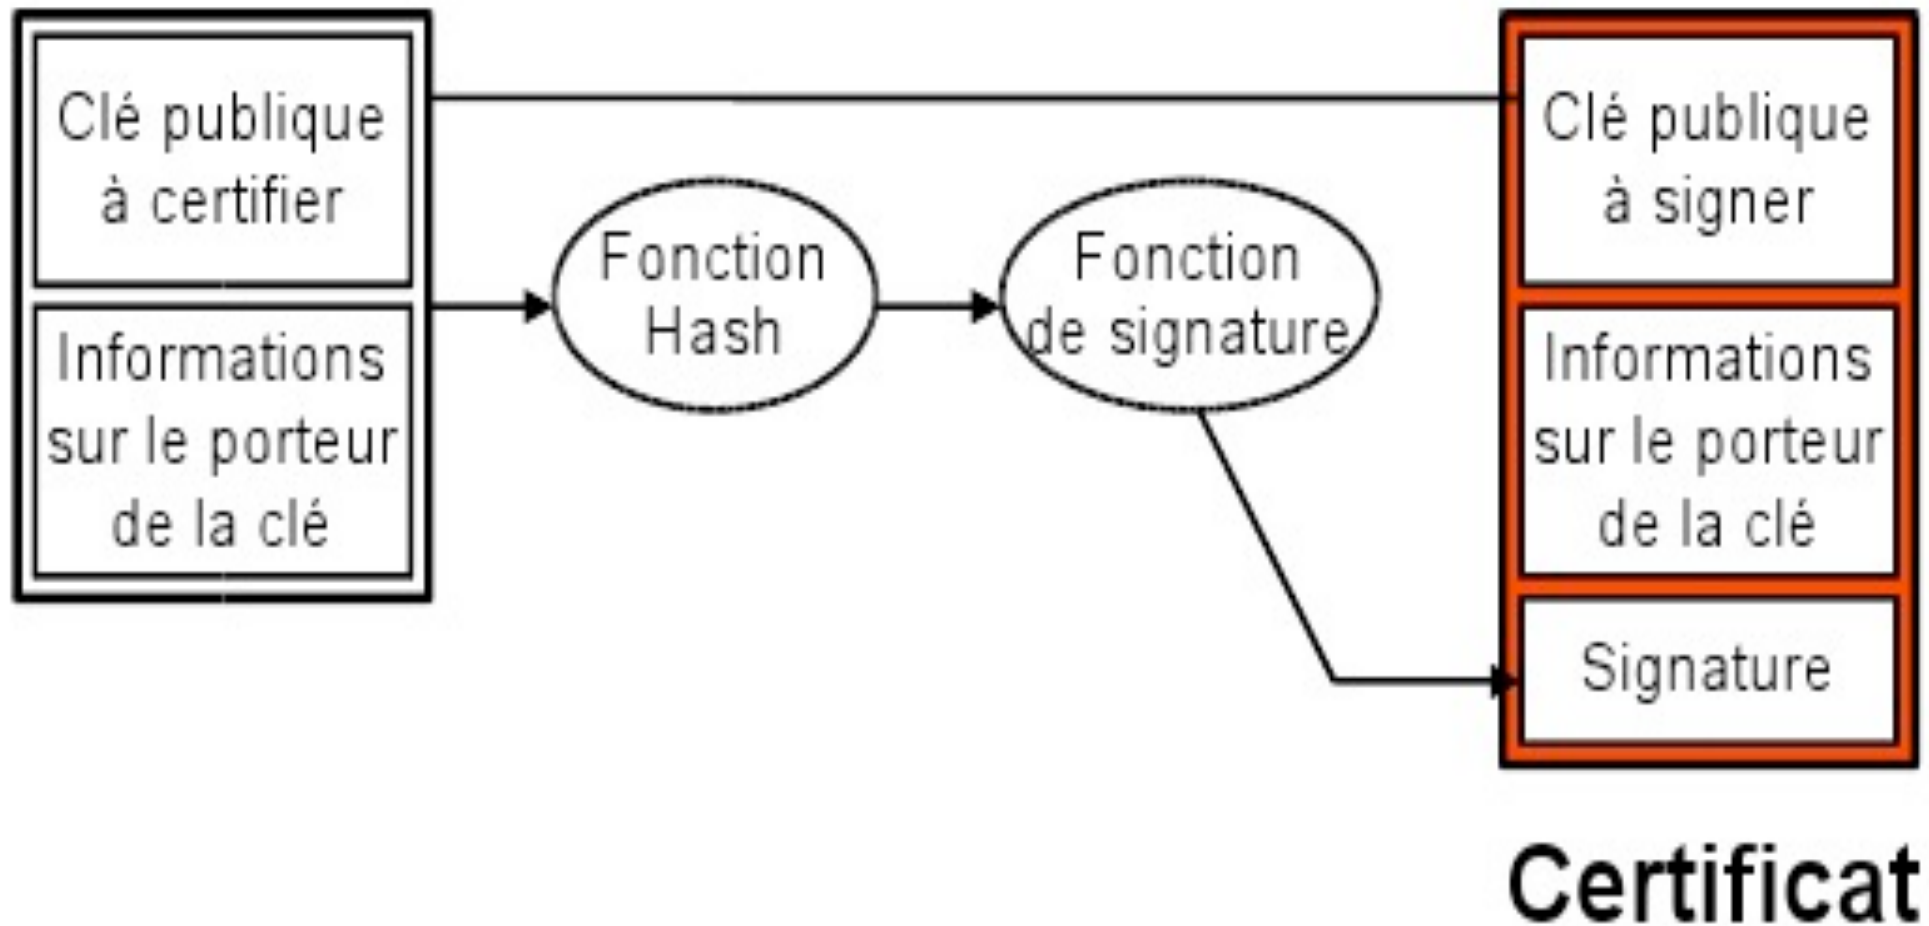 Clé publique
à certifier
Informations
sur le porteur
de la clé
Fonction
Hash
Fonction
de signature
Clé publique
à signer
Informations
sur le porteur
de la clé
Signature
Certificat